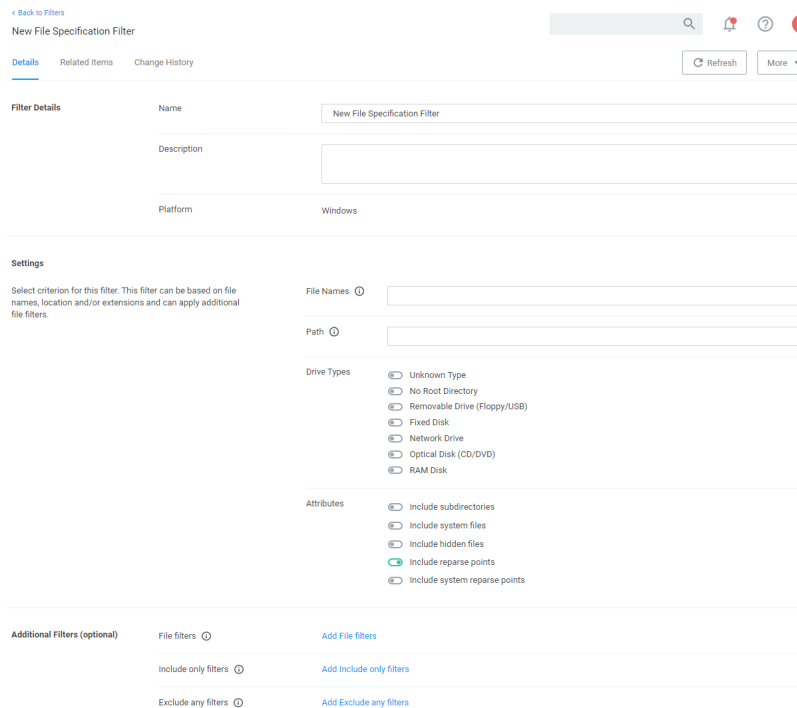 < Back to Filters
New File Specification Filter
Details Related Items Change History
Refresh More
Filter Details
Name
New File Specification Filter
Description
Platform
Windows
Settings
Select criterion for this filter. This filter can be based on file
names, location and/or extensions and can apply additional
file filters.
File Names
Path
Drive Types
Unknown Type
No Root Directory
Removable Drive (Floppy/USB)
Fixed Disk
Network Drive
Optical Disk (CD/DVD)
RAM Disk
Attributes
Include subdirectories
Include system files
Include hidden files
Include reparse points
Include system reparse points
Additional Filters (optional)
File filters
Add File filters
Include only filters
Add Include only filters
Exclude any filters
Add Exclude any filters